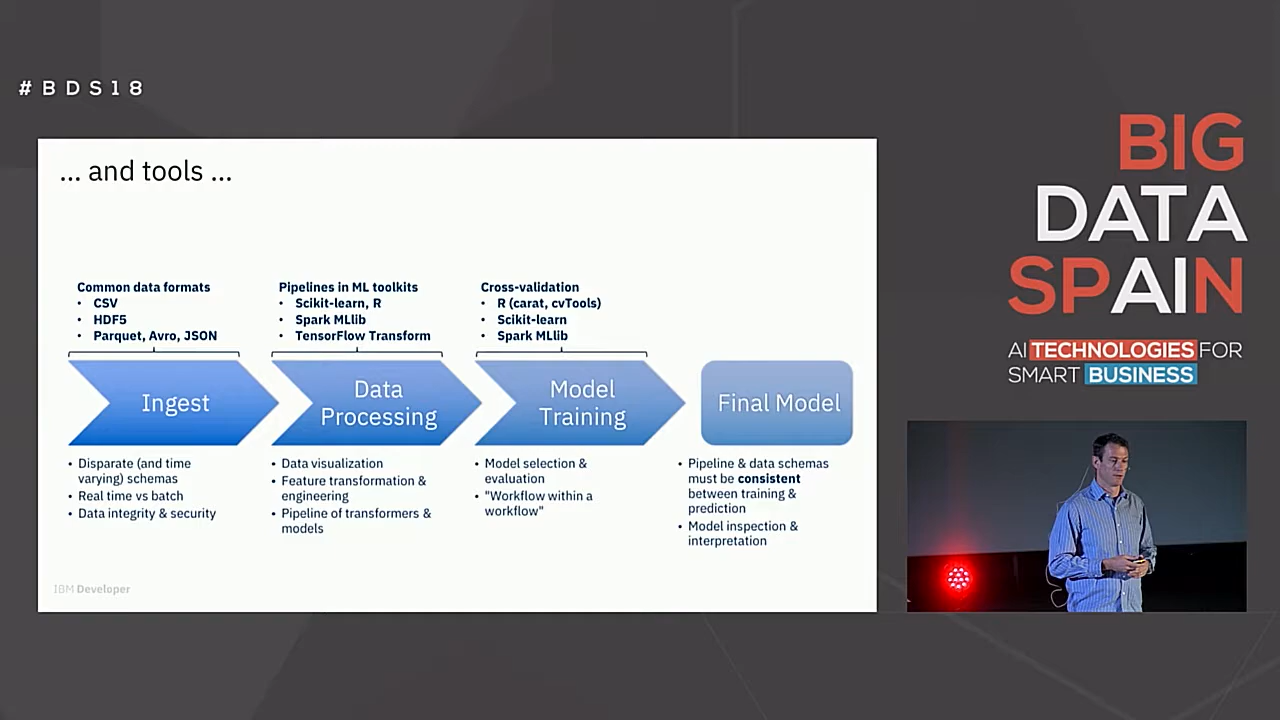 #BDS18
... and tools ...
Common data formats
• CSV
• HDF5
• Parquet, Avro, JSON
Pipelines in ML toolkits
• Scikit-learn, R
• Spark MLlib
• TensorFlow Transform
Cross-validation
• R (carat, cvTools)
• Scikit-learn
• Spark MLlib
Ingest
Data
Processing
Model
Training
Final Model
• Disparate (and time
varying) schemas
• Real time vs batch
• Data integrity & security
• Data visualization
• Feature transformation &
engineering
• Pipeline of transformers &
models
• Model selection &
evaluation
• "Workflow within a
workflow"
• Pipeline & data schemas
must be consistent
between training &
prediction
• Model inspection &
interpretation
IBM Developer
BIG
DATA
SPAIN
AI TECHNOLOGIES FOR
SMART BUSINESS